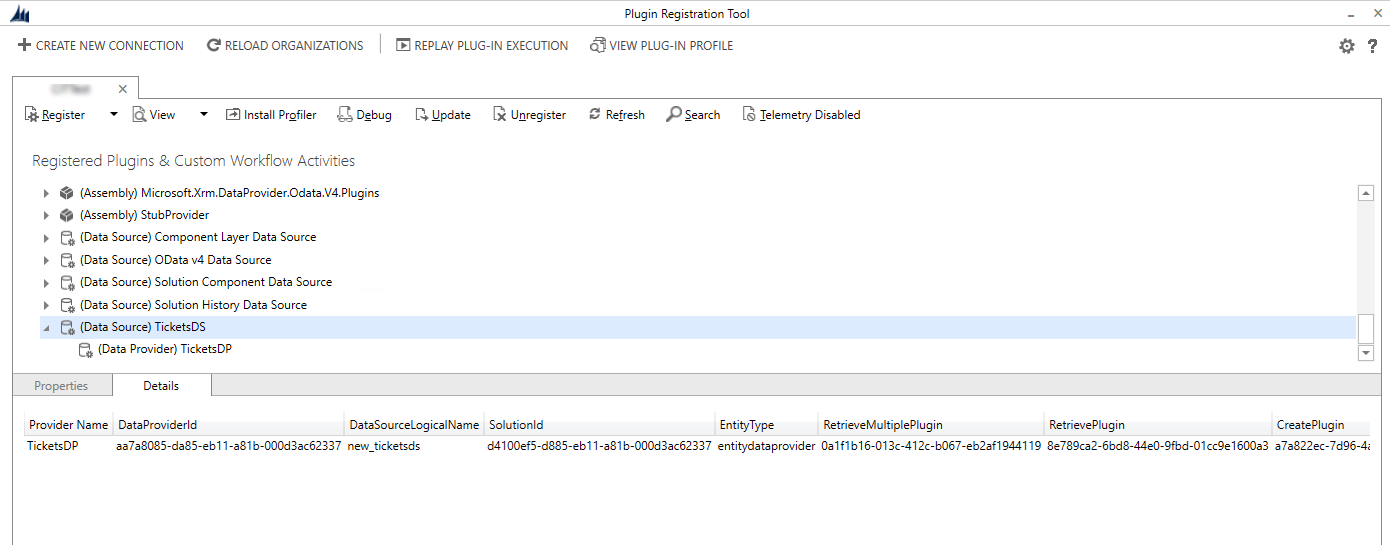 Plugin Registration Tool
CREATE NEW CONNECTION RELOAD ORGANIZATIONS REPLAY PLUG-IN EXECUTION VIEW PLUG-IN PROFILE
Register View Install Profiler Debug Update Unregister Refresh Search Telemetry Disabled
Registered Plugins & Custom Workflow Activities
(Assembly) Microsoft.Xrm.DataProvider.Odata.V4.Plugins
(Assembly) StubProvider
(Data Source) Component Layer Data Source
(Data Source) OData v4 Data Source
(Data Source) Solution Component Data Source
(Data Source) Solution History Data Source
(Data Source) TicketsDS
(Data Provider) TicketsDP
Properties Details
Provider Name DataProviderId DataSourceLogicalName SolutionId EntityType RetrieveMultiplePlugin RetrievePlugin CreatePlugin
TicketsDP aa7a8085-da85-eb11-a81b-000d3ac62337 new_ticketsds d4100ef5-d885-eb11-a81b-000d3ac62337 entitydataprovider 0a1f1b16-013c-412c-b067-eb2af1944119 8e789ca2-6bd8-44e0-9fbd-01cc9e1600a3 a7a822ec-7d96-4a